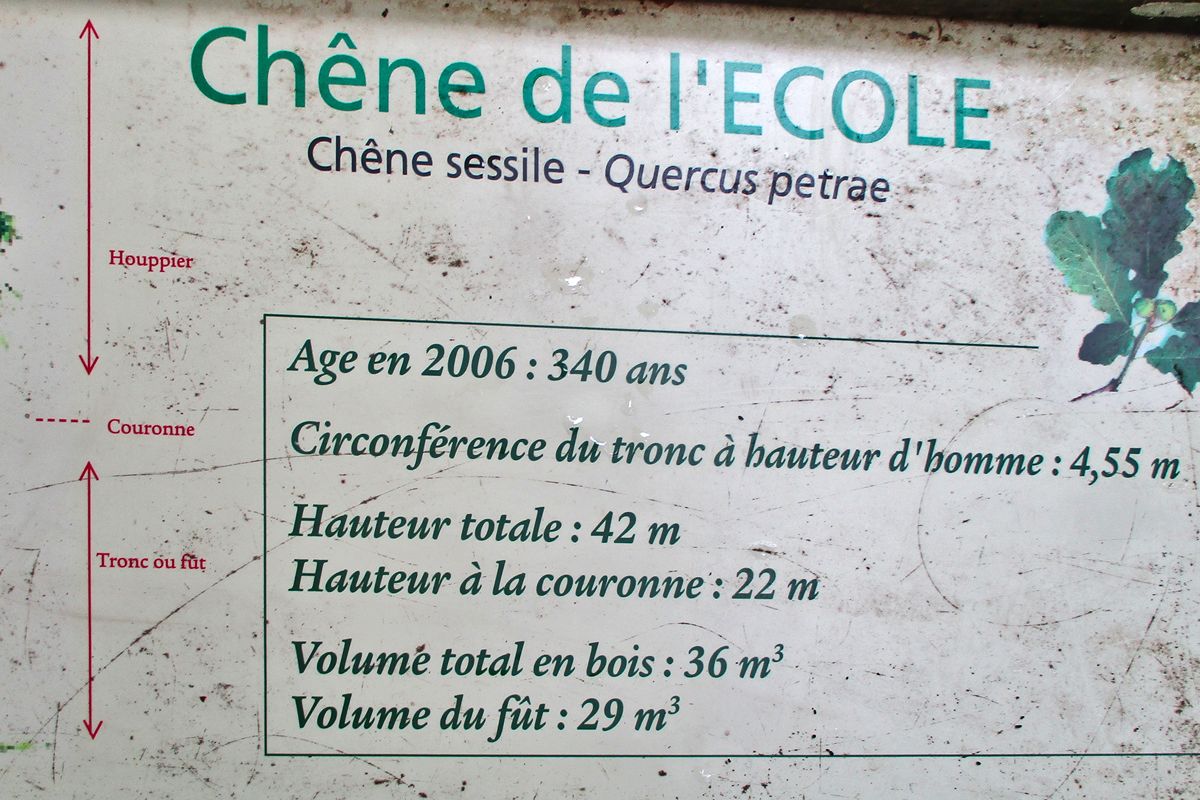 Chêne de l'ECOLE
Chêne sessile - Quercus petrae
Houppier
Couronne
Tronc ou fût
Age en 2006 : 340 ans
Circonférence du tronc à hauteur d'homme : 4,55 m
Hauteur totale : 42 m
Hauteur à la couronne : 22 m
Volume total en bois : 36 m³
Volume du fût : 29 m³